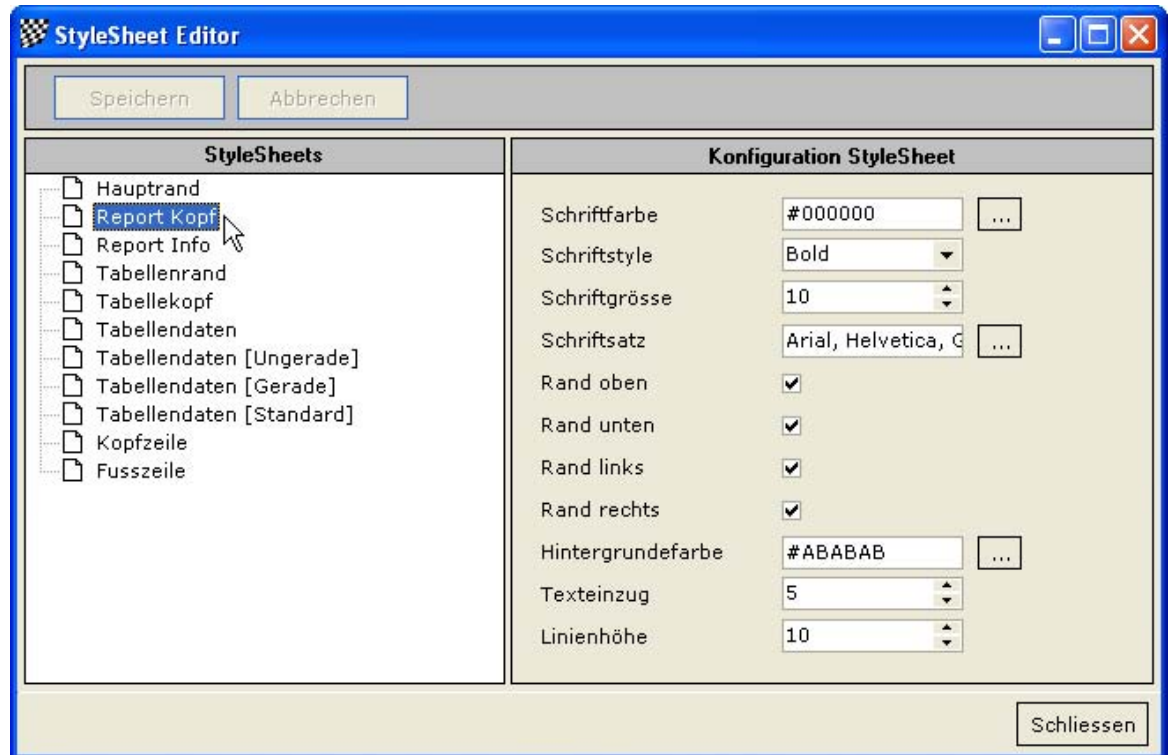 StyleSheet Editor
Speichern Abbrechen
StyleSheets
Hauptrand
Report Kopf
Report Info
Tabellenrand
Tabellekopf
Tabellendaten
Tabellendaten [Ungerade]
Tabellendaten [Gerade]
Tabellendaten [Standard]
Kopfzeile
Fusszeile
Konfiguration StyleSheet
Schriftfarbe #000000 ...
Schriftstyle Bold
Schriftgrösse 10
Schriftsatz Arial, Helvetica, G ...
Rand oben
Rand unten
Rand links
Rand rechts
Hintergrundefarbe #ABABAB ...
Texteinzug 5
Linienhöhe 10
Schliessen